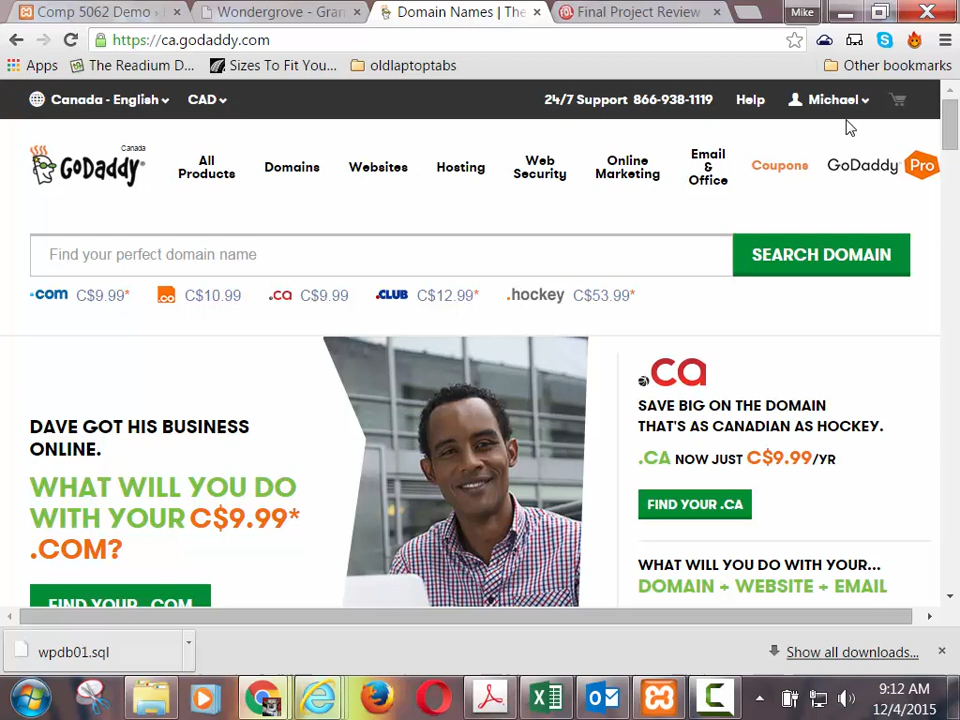 Comp 5062 Demo › H
Wondergrove - Gran
Domain Names | The
Final Project Review
Mike
https://ca.godaddy.com
Apps
The Readium D...
Sizes To Fit You...
oldlaptoptabs
Other bookmarks
Canada - English
CAD
24/7 Support 866-938-1119
Help
Michael
Canada
GoDaddy
All Products
Domains
Websites
Hosting
Web Security
Online Marketing
Email & Office
Coupons
GoDaddy Pro
Find your perfect domain name
SEARCH DOMAIN
.com C$9.99*
.co C$10.99
.ca C$9.99
.CLUB C$12.99*
.hockey C$53.99*
DAVE GOT HIS BUSINESS
ONLINE.
WHAT WILL YOU DO
WITH YOUR C$9.99*
.COM?
FIND YOUR .COM
.ca
SAVE BIG ON THE DOMAIN
THAT'S AS CANADIAN AS HOCKEY.
.CA NOW JUST C$9.99/YR
FIND YOUR .CA
WHAT WILL YOU DO WITH YOUR...
DOMAIN + WEBSITE + EMAIL
wpdb01.sql
Show all downloads...
9:12 AM
12/4/2015